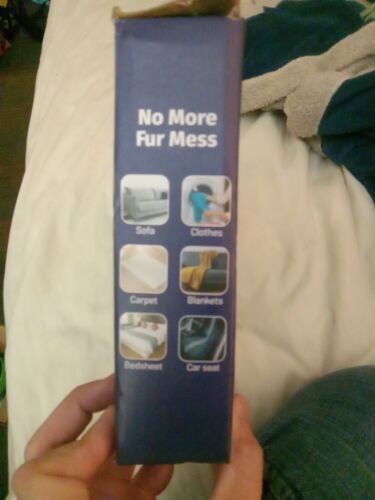 No More
Fur Mess
Sofa
Clothes
Carpet
Blankets
Bedsheet
Car seat